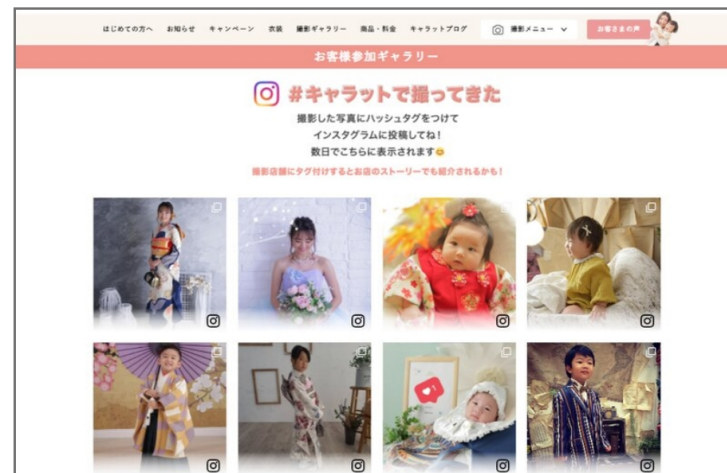 はじめての方へ お知らせ キャンペーン 衣装 撮影ギャラリー 商品・料金 キャラットブログ 撮影メニュー お客さまの声
お客様参加ギャラリー
#キャラットで撮ってきた
撮影した写真にハッシュタグをつけて
インスタグラムに投稿してね！
数日でこちらに表示されます😊
撮影店舗にタグ付けするとお店のストーリーでも紹介されるかも！
1